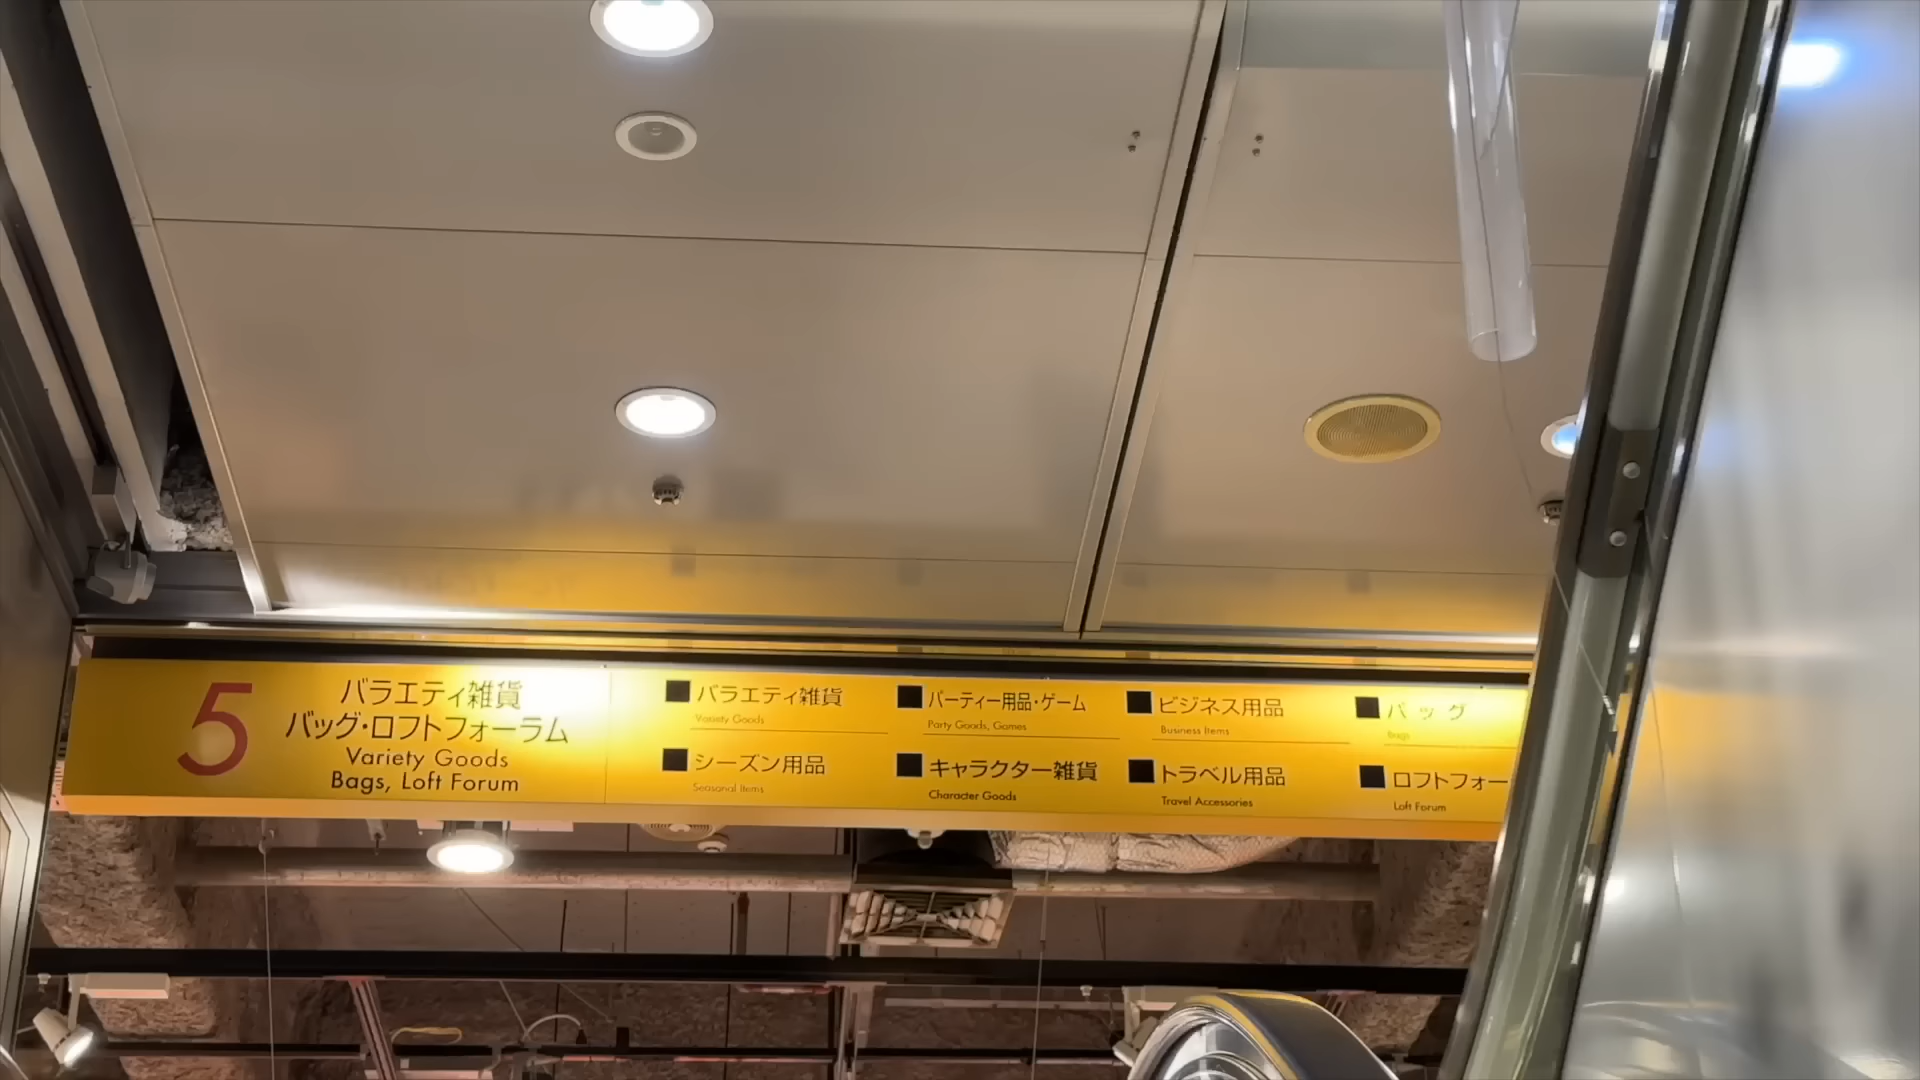 5
バラエティ雑貨
バッグ・ロフトフォーラム
Variety Goods
Bags, Loft Forum
バラエティ雑貨
Variety Goods
シーズン用品
Seasonal Items
パーティー用品・ゲーム
Party Goods, Games
キャラクター雑貨
Character Goods
ビジネス用品
Business Items
トラベル用品
Travel Accessories
バッグ
Bags
ロフトフォー
Loft Forum